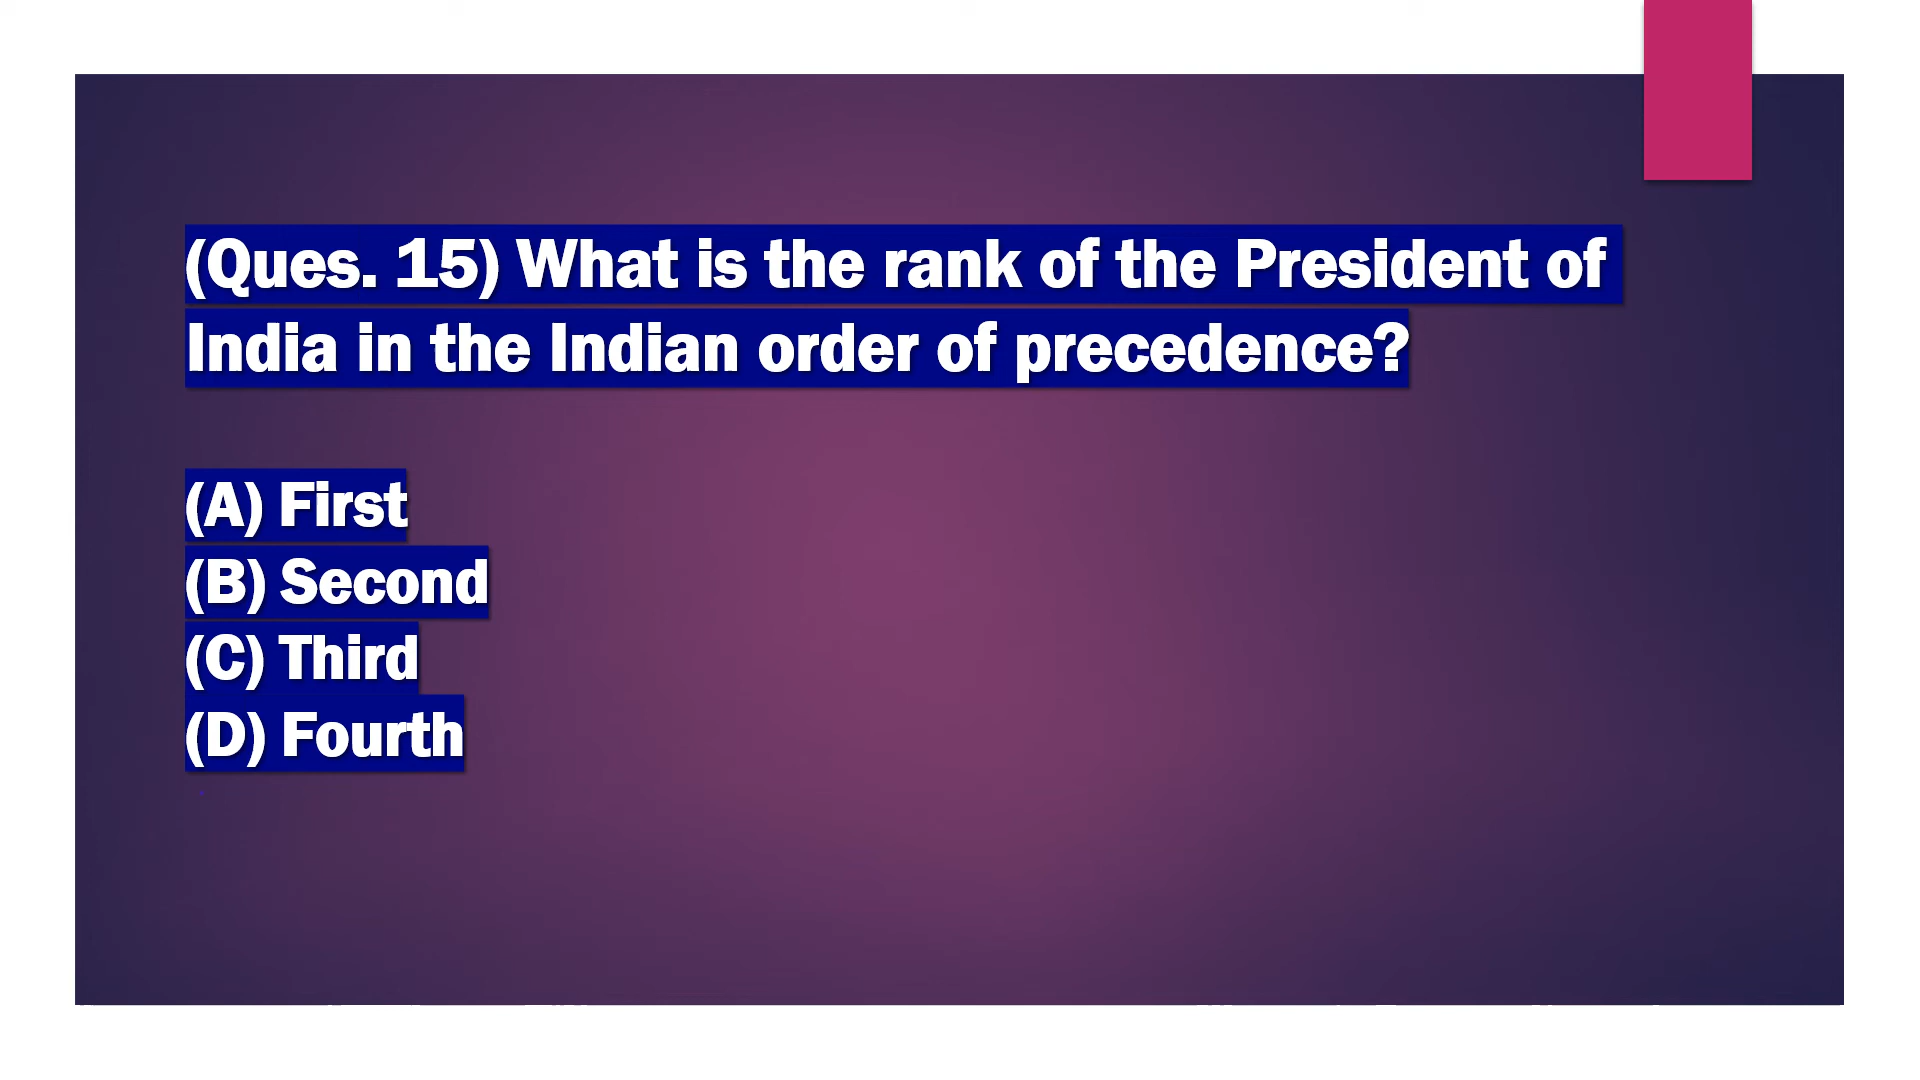 (Ques. 15) What is the rank of the President of
India in the Indian order of precedence?
(A) First
(B) Second
(C) Third
(D) Fourth